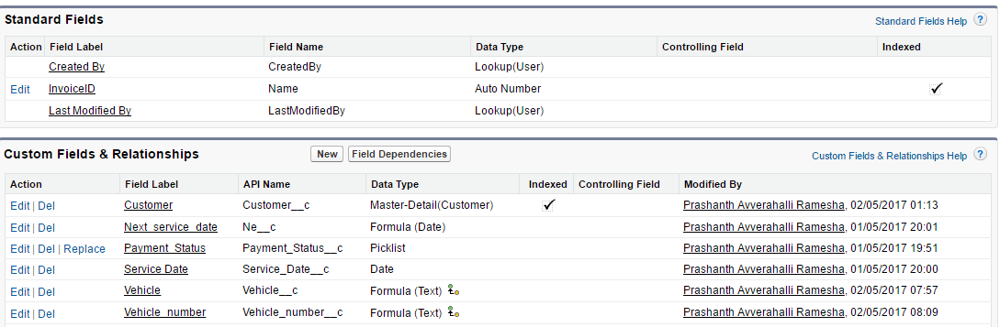 Standard Fields Standard Fields Help ?
Action Field Label Field Name Data Type Controlling Field Indexed
Created By CreatedBy Lookup(User)
Edit InvoiceID Name Auto Number ✓
Last Modified By LastModifiedBy Lookup(User)
Custom Fields & Relationships New Field Dependencies Custom Fields & Relationships Help ?
Action Field Label API Name Data Type Indexed Controlling Field Modified By
Edit | Del Customer Customer__c Master-Detail(Customer) ✓ Prashanth Avverahalli Ramesha, 02/05/2017 01:13
Edit | Del Next_service_date Ne__c Formula (Date) Prashanth Avverahalli Ramesha, 01/05/2017 20:01
Edit | Del | Replace Payment_Status Payment_Status__c Picklist Prashanth Avverahalli Ramesha, 01/05/2017 19:51
Edit | Del Service Date Service_Date__c Date Prashanth Avverahalli Ramesha, 01/05/2017 20:00
Edit | Del Vehicle Vehicle__c Formula (Text) Prashanth Avverahalli Ramesha, 02/05/2017 07:57
Edit | Del Vehicle_number Vehicle_number__c Formula (Text) Prashanth Avverahalli Ramesha, 02/05/2017 08:09